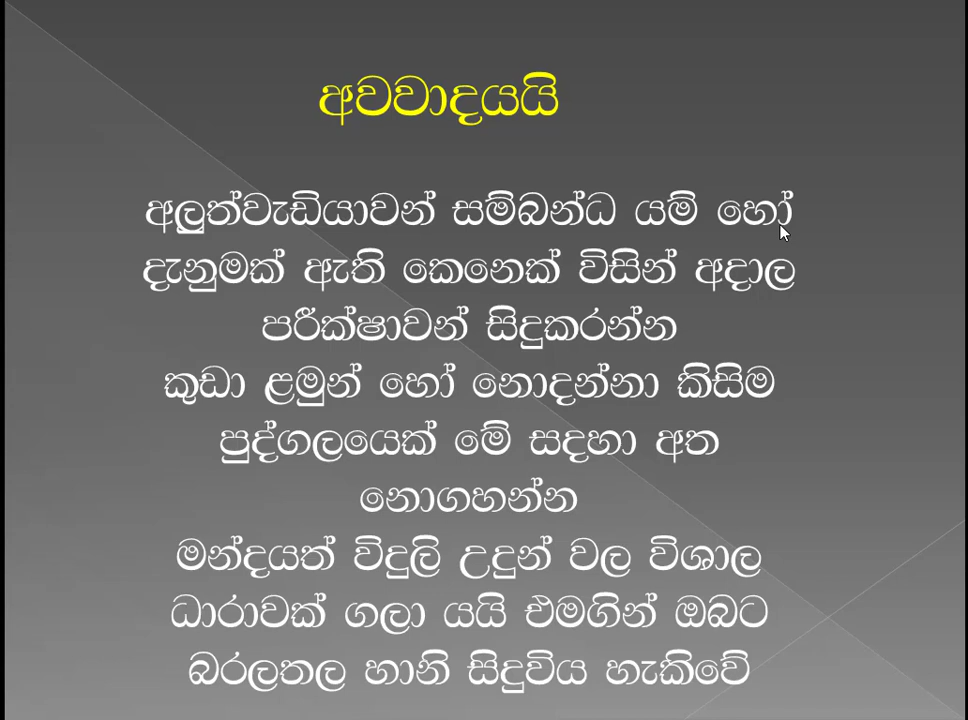 අවවාදයයි
අලුත්වැඩියාවන් සම්බන්ධ යම් හෝ
දැනුමක් ඇති කෙනෙක් විසින් අදාල
පරීක්ෂාවන් සිදුකරන්න
කුඩා ළමුන් හෝ නොදන්නා කිසිම
පුද්ගලයෙක් මේ සඳහා අත
නොගහන්න
මන්දයත් විදුලි උදුන් වල විශාල
ධාරාවක් ගලා යයි එමගින් ඔබට
බරලතල හානි සිදුවිය හැකිවේ